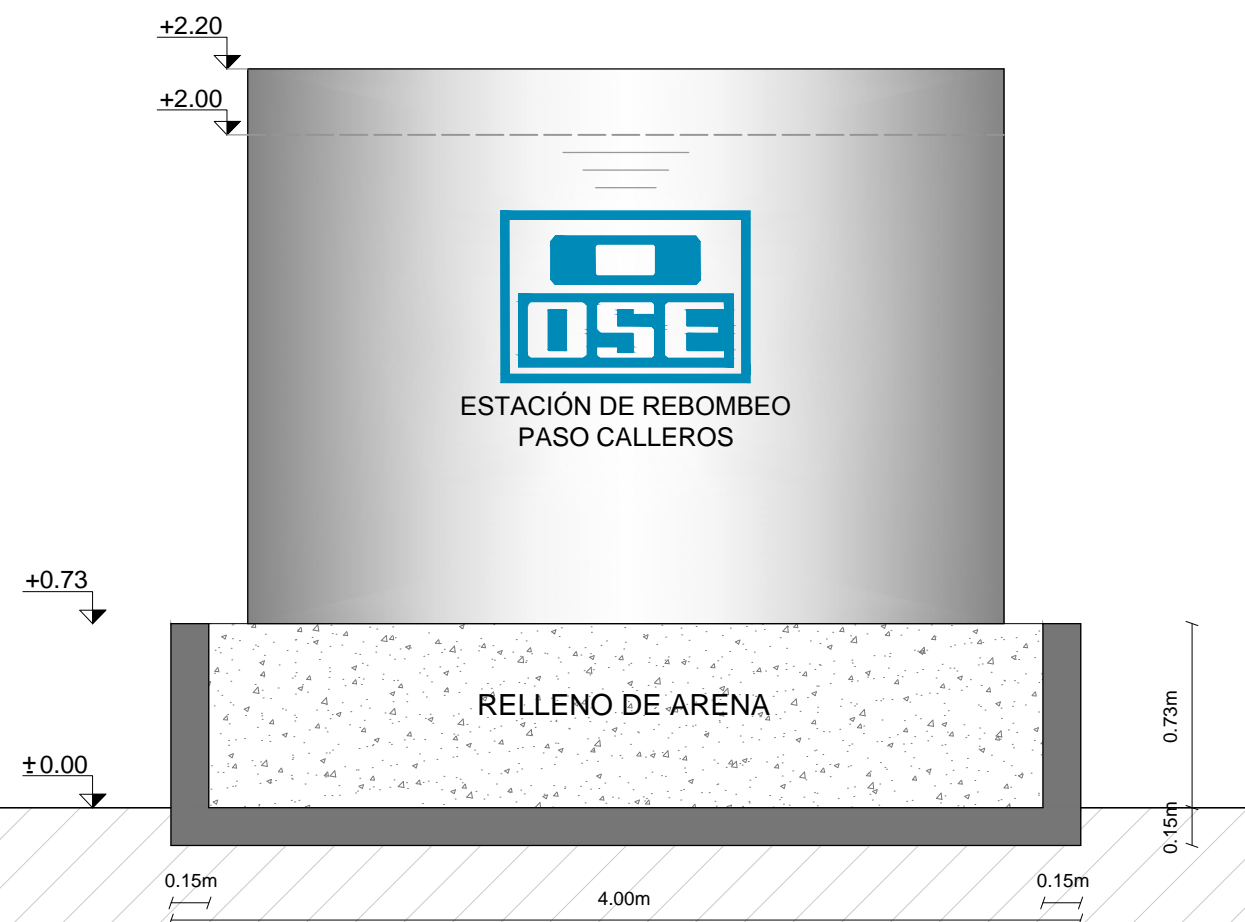 +2.20
+2.00
OSE
ESTACIÓN DE REBOMBEO
PASO CALLEROS
+0.73
RELLENO DE ARENA
0.73m
±0.00
0.15m
0.15m
0.15m
4.00m